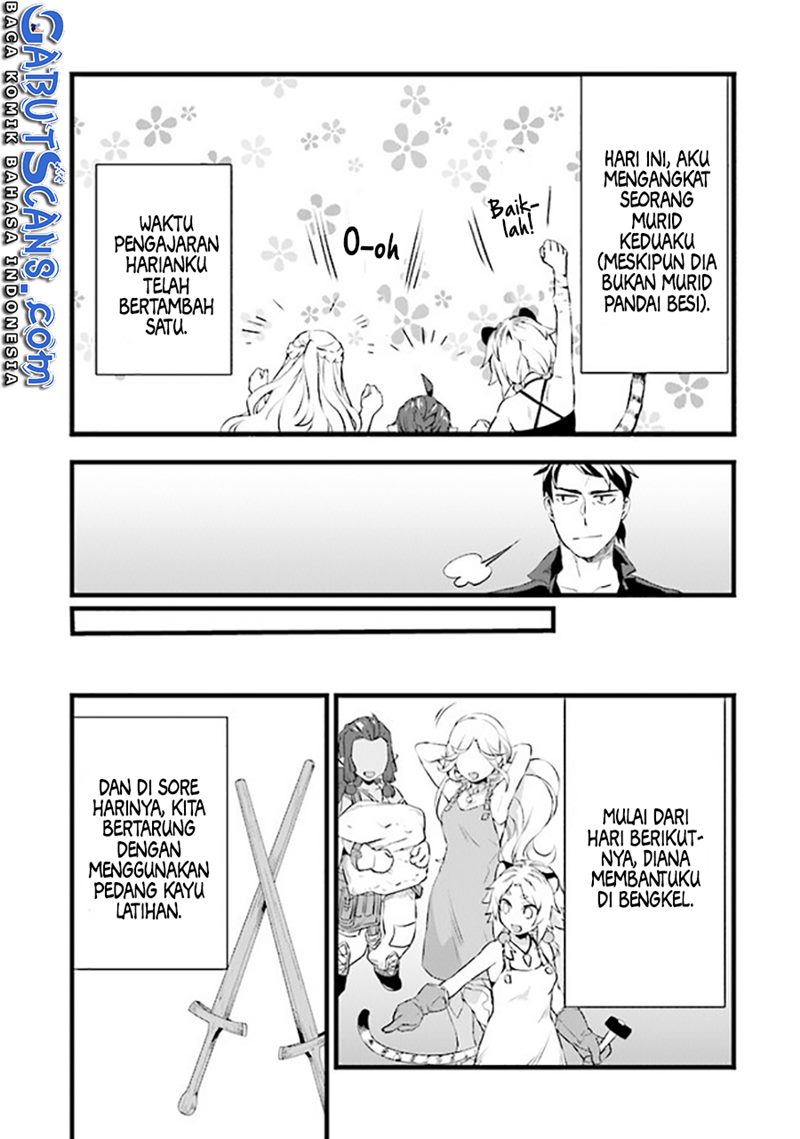 HARI INI, AKU
MENGANGKAT
SEORANG
MURID
KEDUAKU
(MESKIPUN DIA
BUKAN MURID
PANDAI BESI).
Baik-
lah!
O-oh
WAKTU
PENGAJARAN
HARIANKU
TELAH
BERTAMBAH
SATU.
MULAI DARI
HARI BERIKUT-
NYA, DIANA
MEMBANTUKU
DI BENGKEL.
DAN DI SORE
HARINYA, KITA
BERTARUNG
DENGAN
MENGGUNAKAN
PEDANG KAYU
LATIHAN.
GABUTSCANS.COM
BACA KOMIK BAHASA INDONESIA